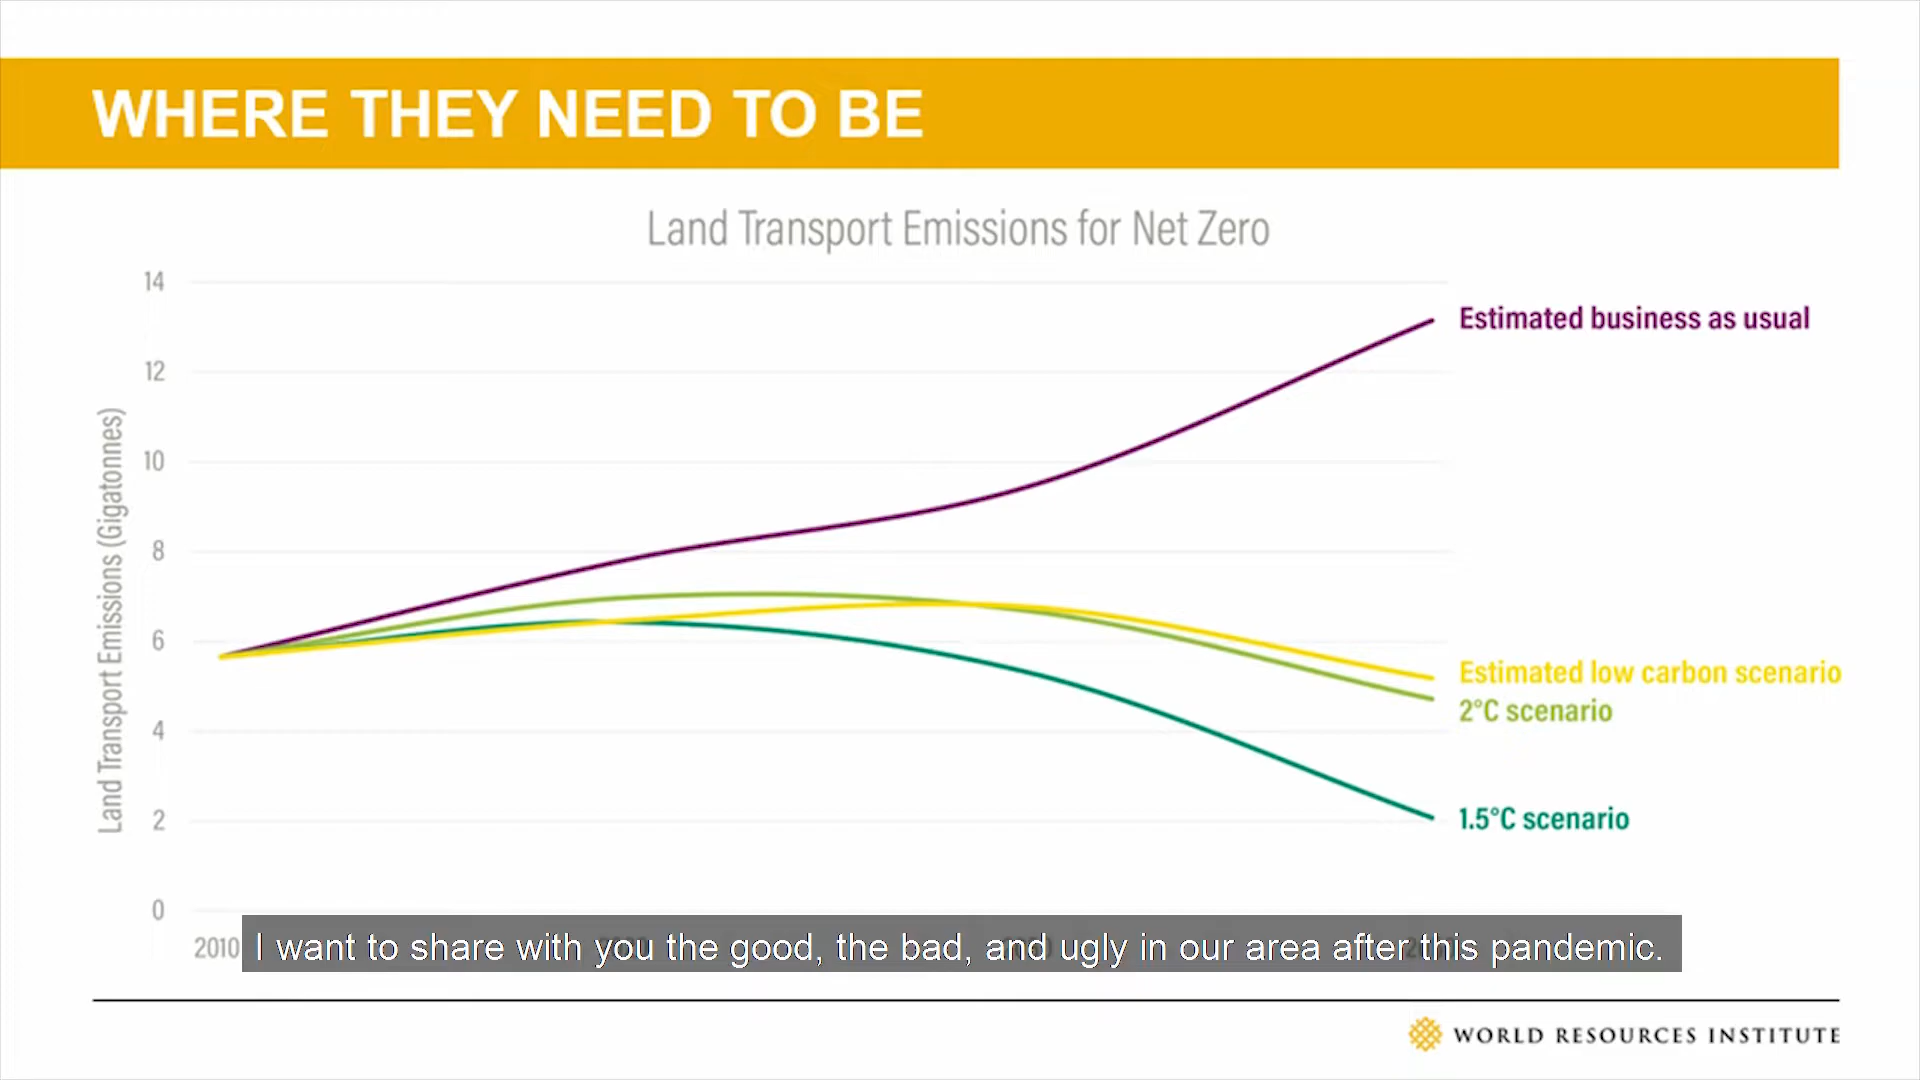 WHERE THEY NEED TO BE
Land Transport Emissions for Net Zero
14
12
10
8
6
4
2
0
Land Transport Emissions (Gigatonnes)
Estimated business as usual
Estimated low carbon scenario
2°C scenario
1.5°C scenario
2010
I want to share with you the good, the bad, and ugly in our area after this pandemic.
WORLD RESOURCES INSTITUTE